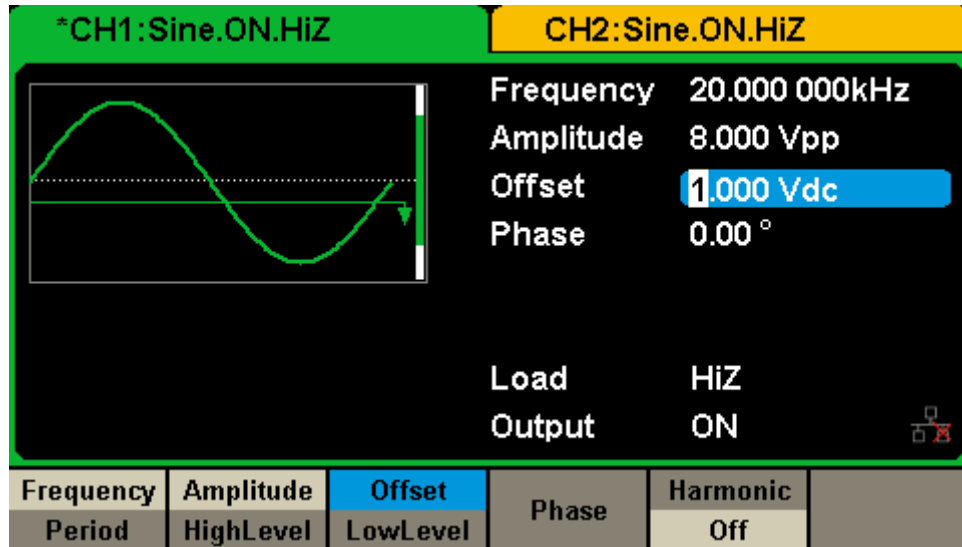 *CH1:Sine.ON.HiZ
CH2:Sine.ON.HiZ
Frequency 20.000 000kHz
Amplitude 8.000 Vpp
Offset 1.000 Vdc
Phase 0.00 °
Load HiZ
Output ON
Frequency Amplitude Offset Phase Harmonic
Period HighLevel LowLevel Off